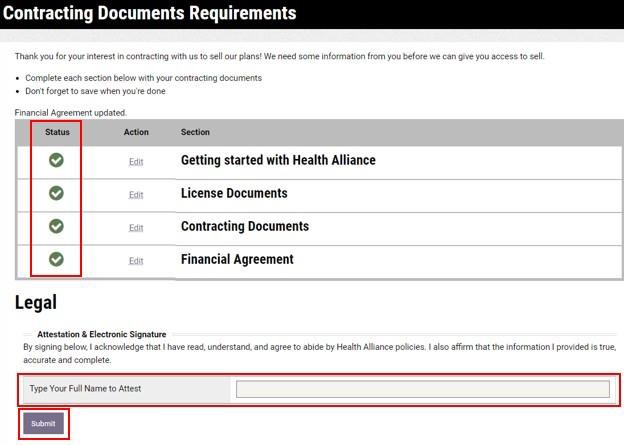 Contracting Documents Requirements
Thank you for your interest in contracting with us to sell our plans! We need some information from you before we can give you access to sell.
Complete each section below with your contracting documents
Don't forget to save when you're done
Financial Agreement updated.
Status Action Section
Edit Getting started with Health Alliance
Edit License Documents
Edit Contracting Documents
Edit Financial Agreement
Legal
Attestation & Electronic Signature
By signing below, I acknowledge that I have read, understand, and agree to abide by Health Alliance policies. I also affirm that the information I provided is true,
accurate and complete.
Type Your Full Name to Attest
Submit